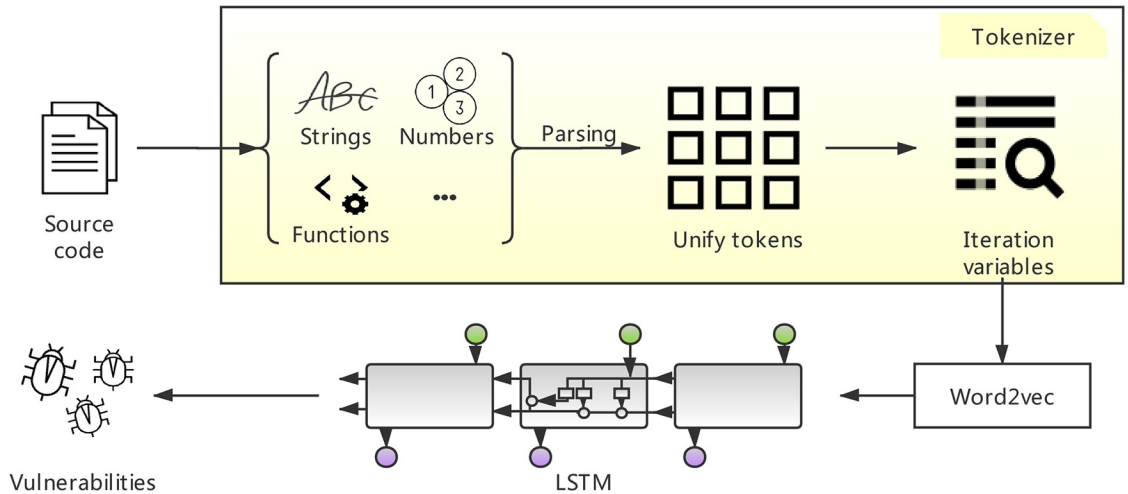 Tokenizer
ABC
1
2
3
Strings
Numbers
Parsing
...
Functions
Source
code
Unify tokens
Iteration
variables
Word2vec
LSTM
Vulnerabilities